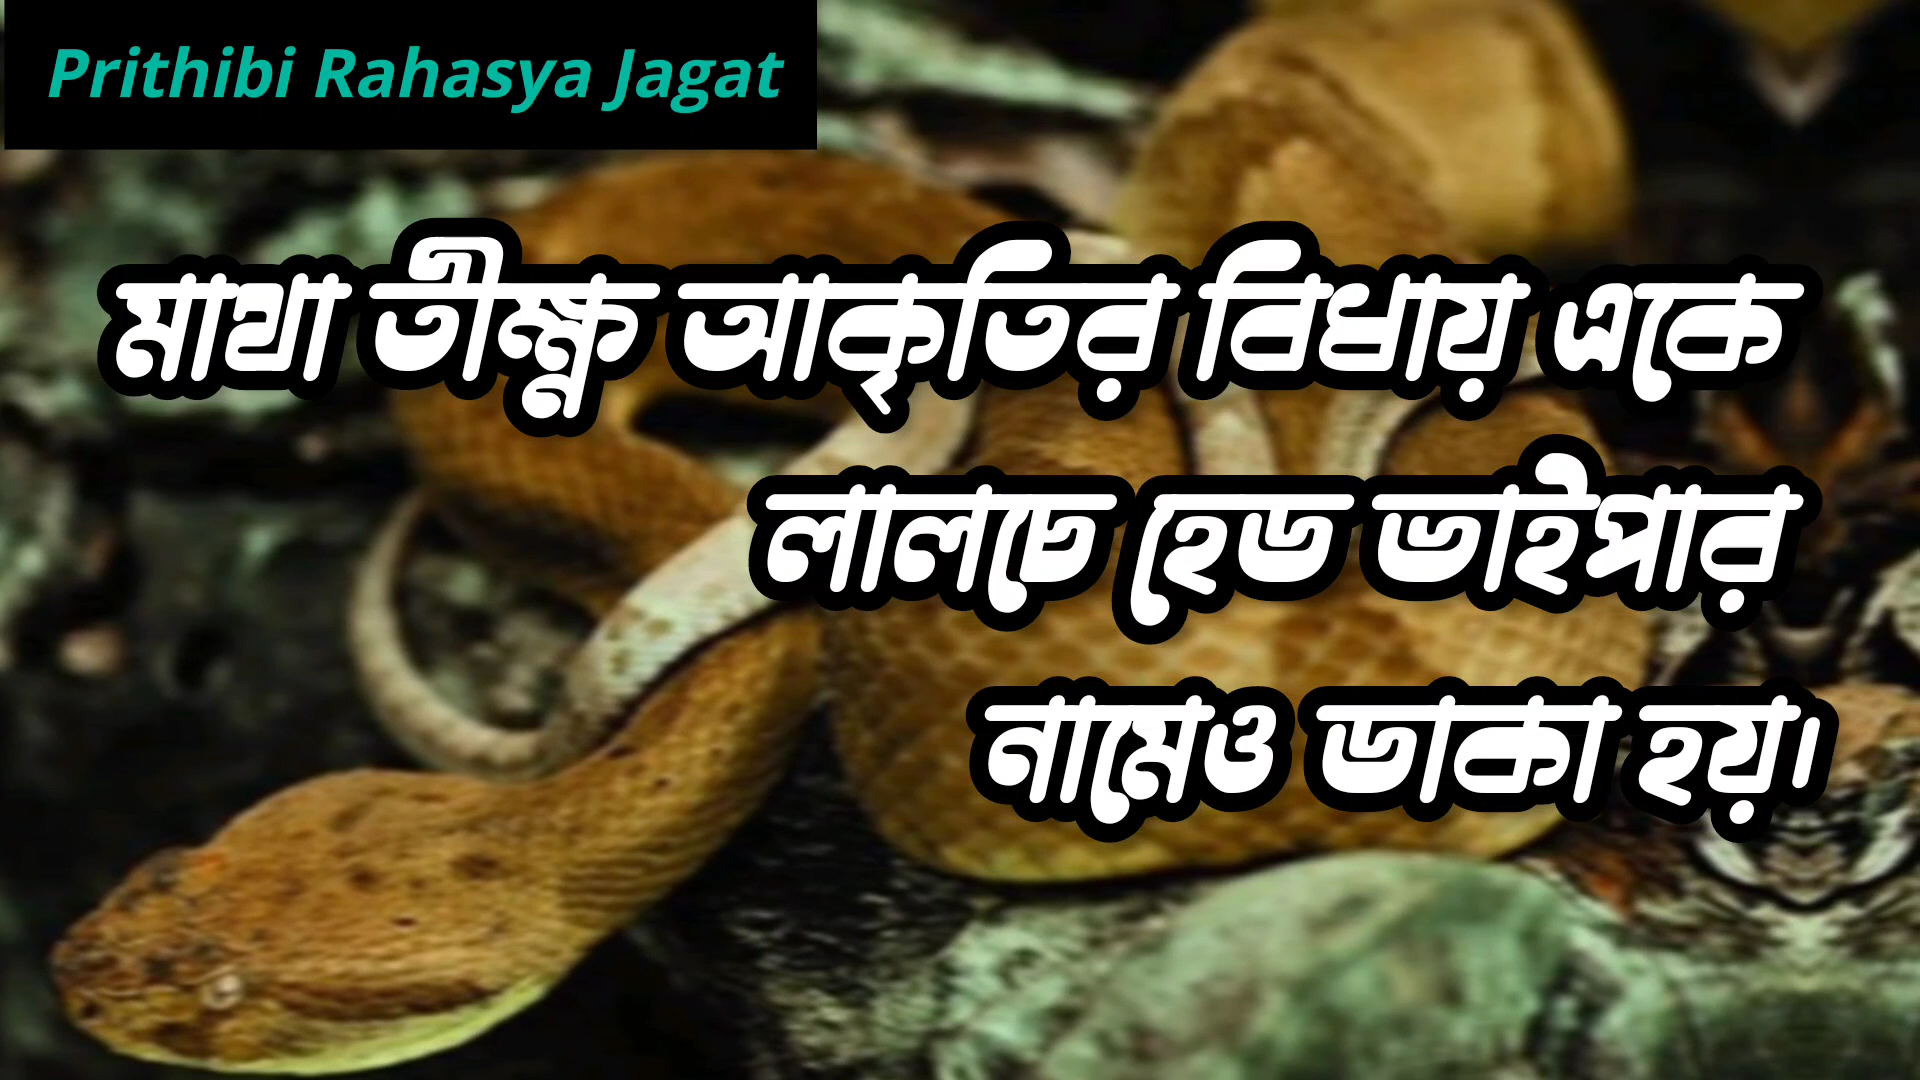 Prithibi Rahasya Jagat
মাথা তীক্ষ্ণ আকৃতির বিধায় একে
লালচে হেড ভাইপার
নামেও ডাকা হয়।